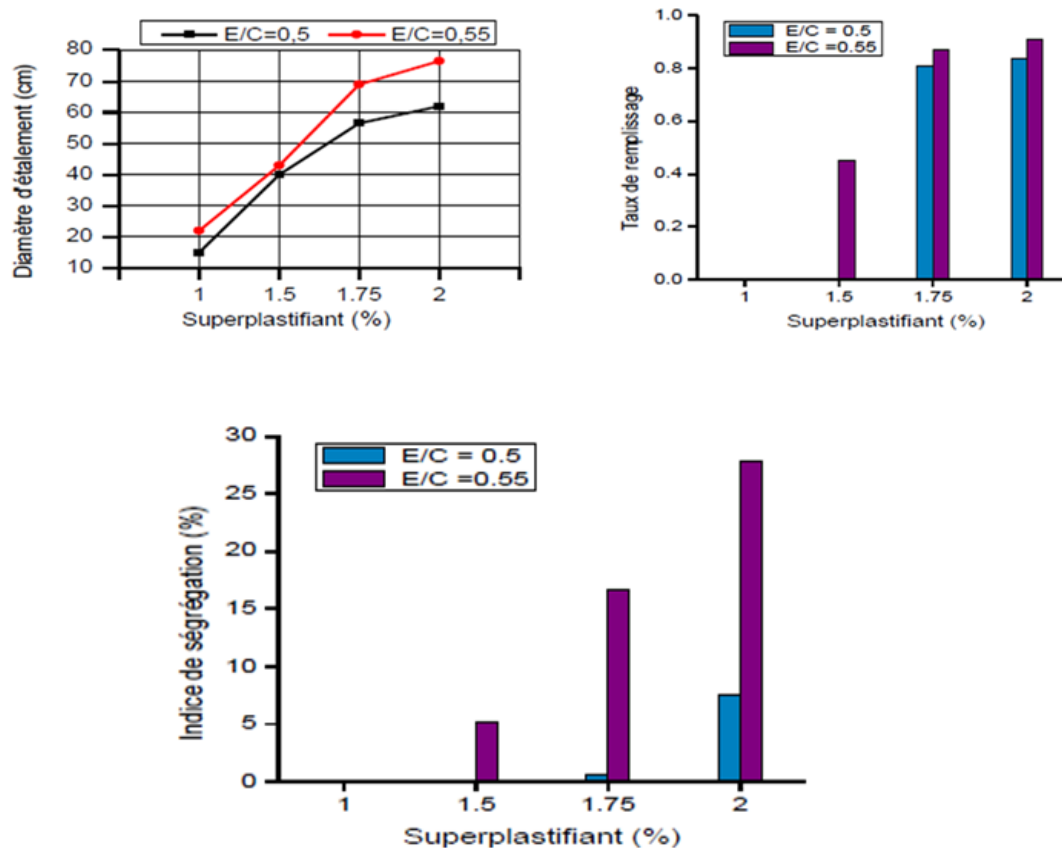 E/C=0,5 E/C=0,55
Diamètre d'étalement (cm)
80
70
60
50
40
30
20
10
1 1.5 1.75 2
Superplastifiant (%)
E/C = 0.5
E/C = 0.55
Taux de remplissage
1.0
0.8
0.6
0.4
0.2
0.0
1 1.5 1.75 2
Superplastifiant (%)
E/C = 0.5
E/C =0.55
Indice de ségrégation (%)
30
25
20
15
10
5
0
1 1.5 1.75 2
Superplastifiant (%)